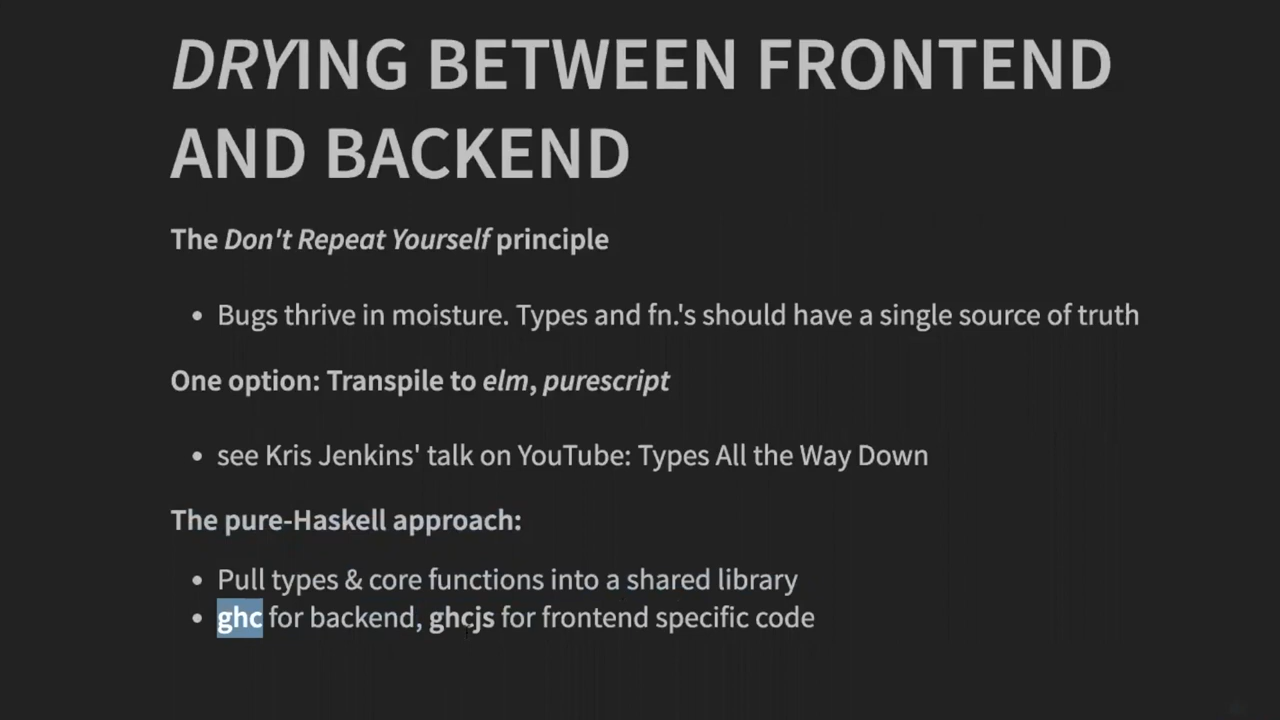 DRYING BETWEEN FRONTEND
AND BACKEND
The Don't Repeat Yourself principle
• Bugs thrive in moisture. Types and fn.'s should have a single source of truth
One option: Transpile to elm, purescript
• see Kris Jenkins' talk on YouTube: Types All the Way Down
The pure-Haskell approach:
• Pull types & core functions into a shared library
• ghc for backend, ghcjs for frontend specific code